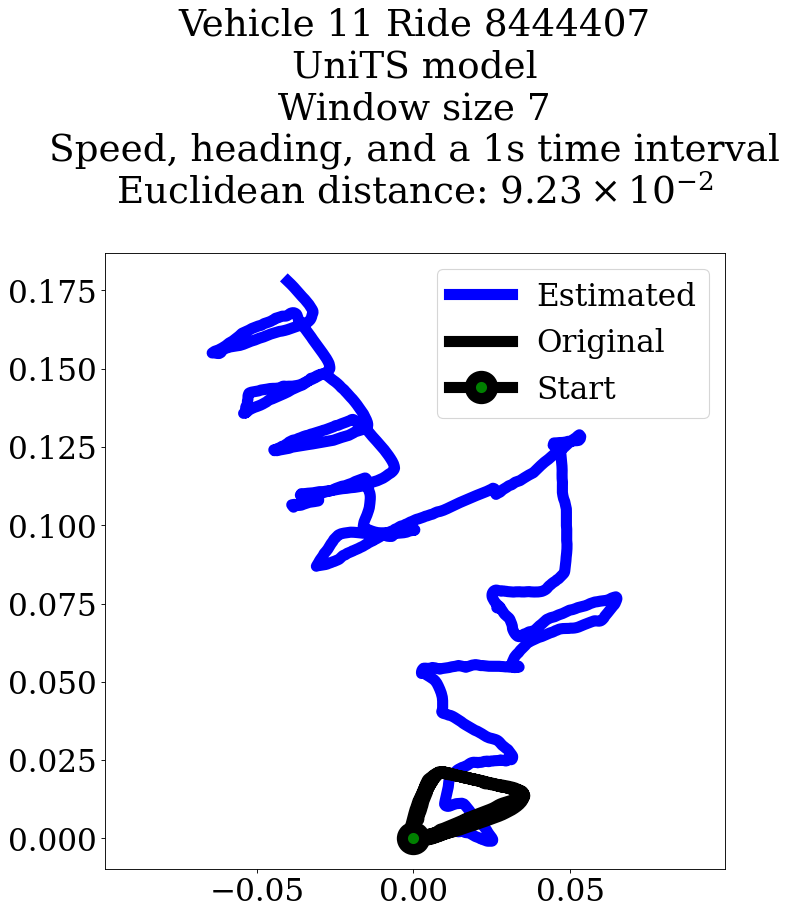 Vehicle 11 Ride 8444407
UniTS model
Window size 7
Speed, heading, and a 1s time interval
Euclidean distance: 9.23 × 10⁻²
Estimated
Original
Start
0.175
0.150
0.125
0.100
0.075
0.050
0.025
0.000
−0.05 0.00 0.05